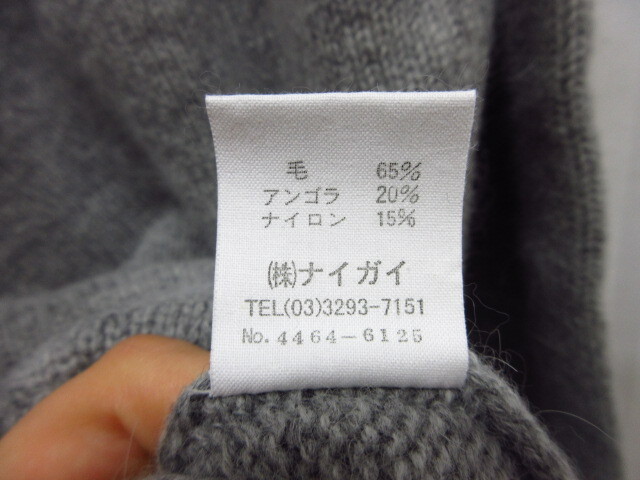 毛 65%
アンゴラ 20%
ナイロン 15%
㈱ナイガイ
TEL(03)3293-7151
No. 4464-6125